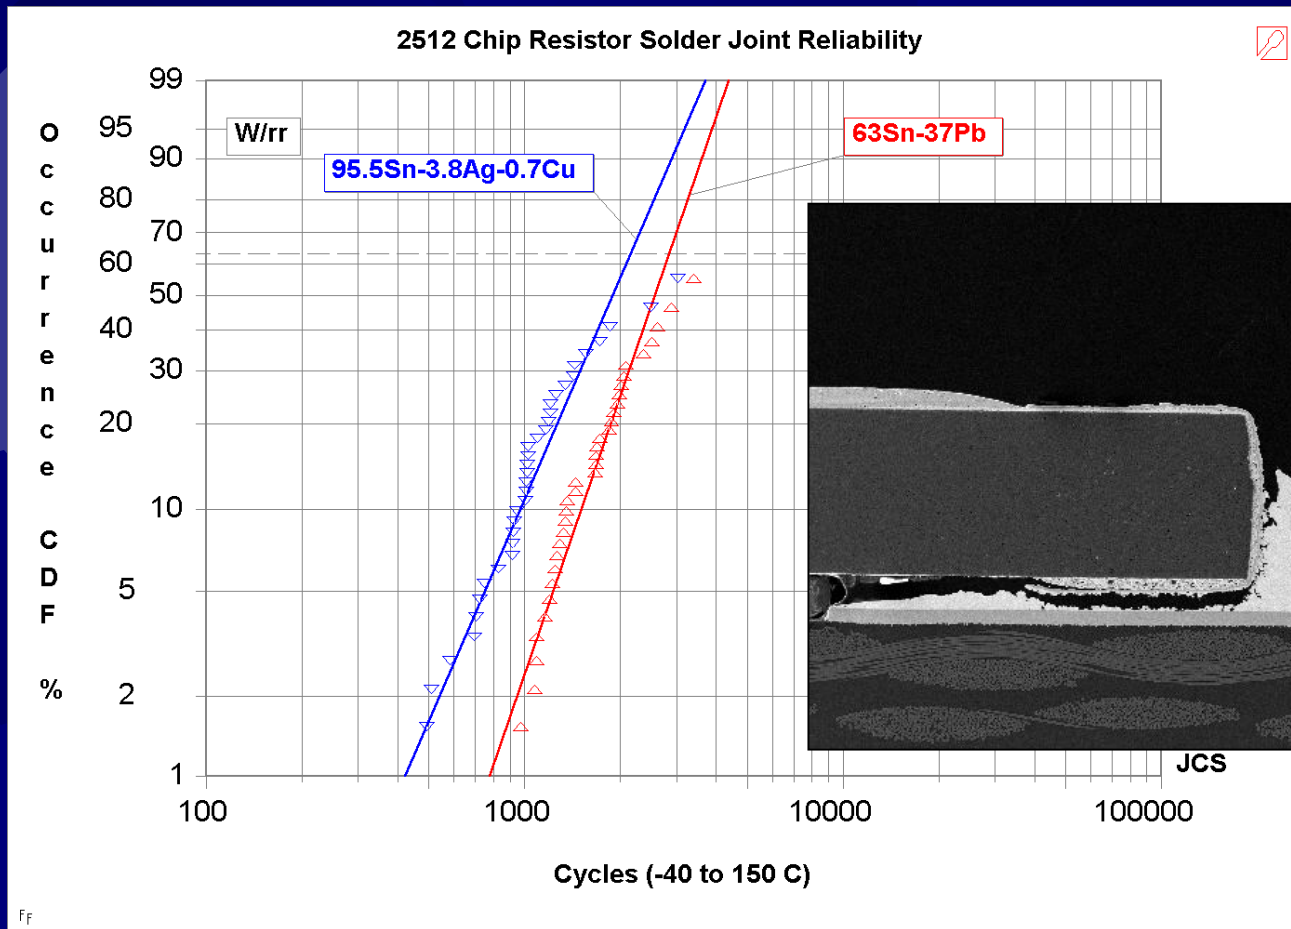 2512 Chip Resistor Solder Joint Reliability
Occurrence CDF %
99
95
90
80
70
60
50
40
30
20
10
5
2
1
W/rr
95.5Sn-3.8Ag-0.7Cu
63Sn-37Pb
JCS
100
1000
10000
100000
Cycles (-40 to 150 C)
FF